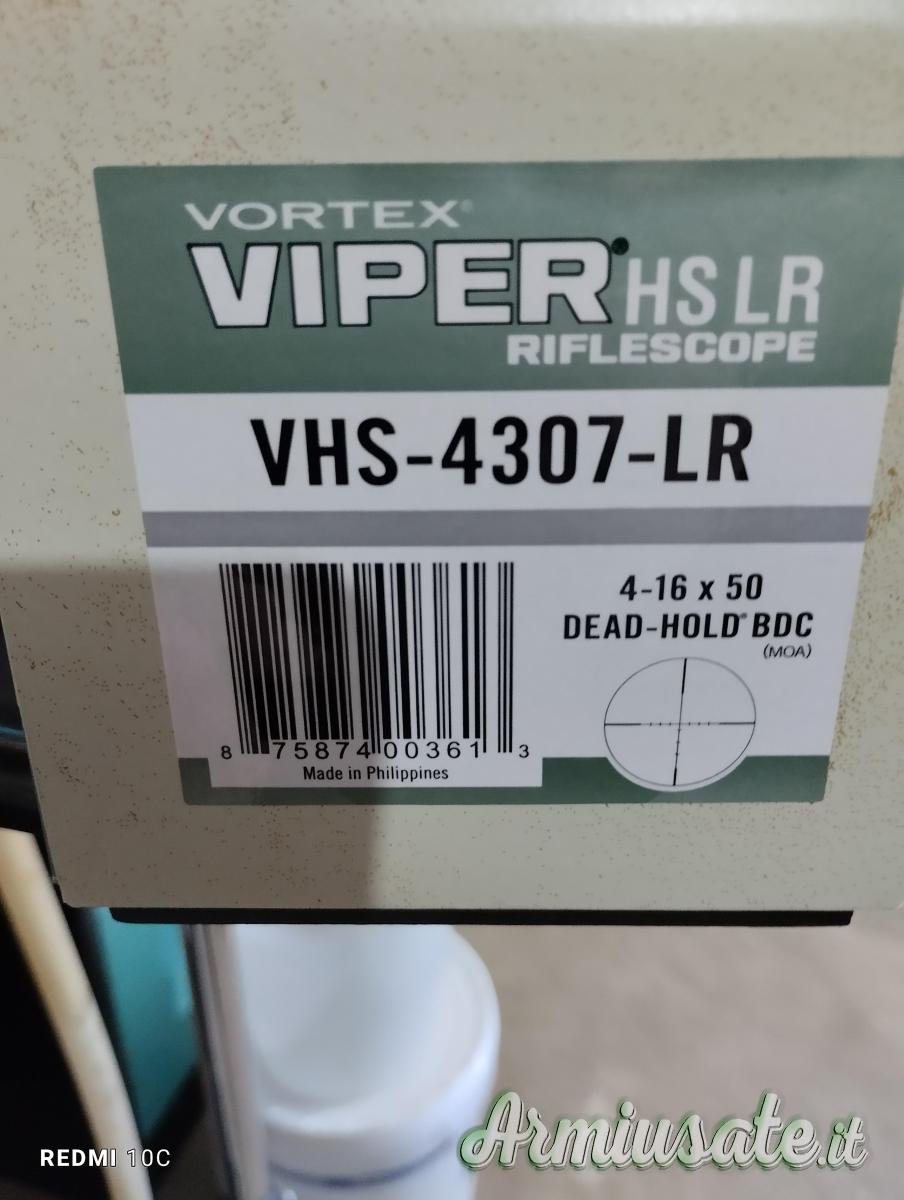 VORTEX®
VIPER® HS LR
RIFLESCOPE
VHS-4307-LR
4-16 x 50
DEAD-HOLD® BDC
(MOA)
8 75874 00361 3
Made in Philippines
REDMI 10C
Armiusate.it